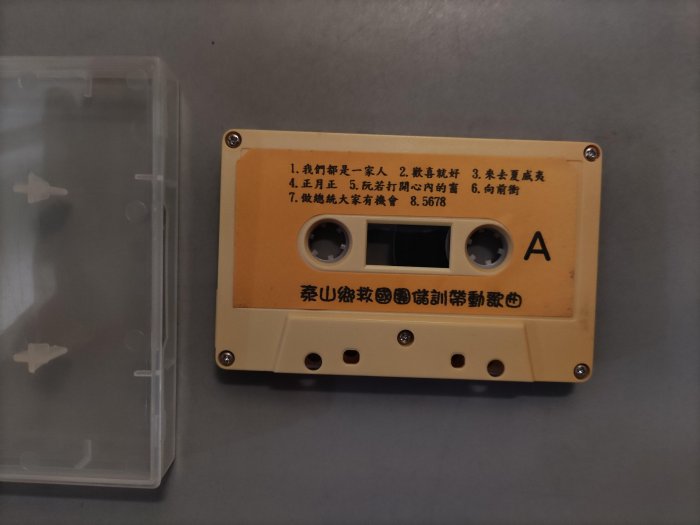 1.我們都是一家人 2.歡喜就好 3.來去夏威夷
4.正月正 5.阮若打開心內的窗 6.向前衝
7.做總統大家有機會 8.5678
A
泰山鄉救國團儲訓帶動歌曲